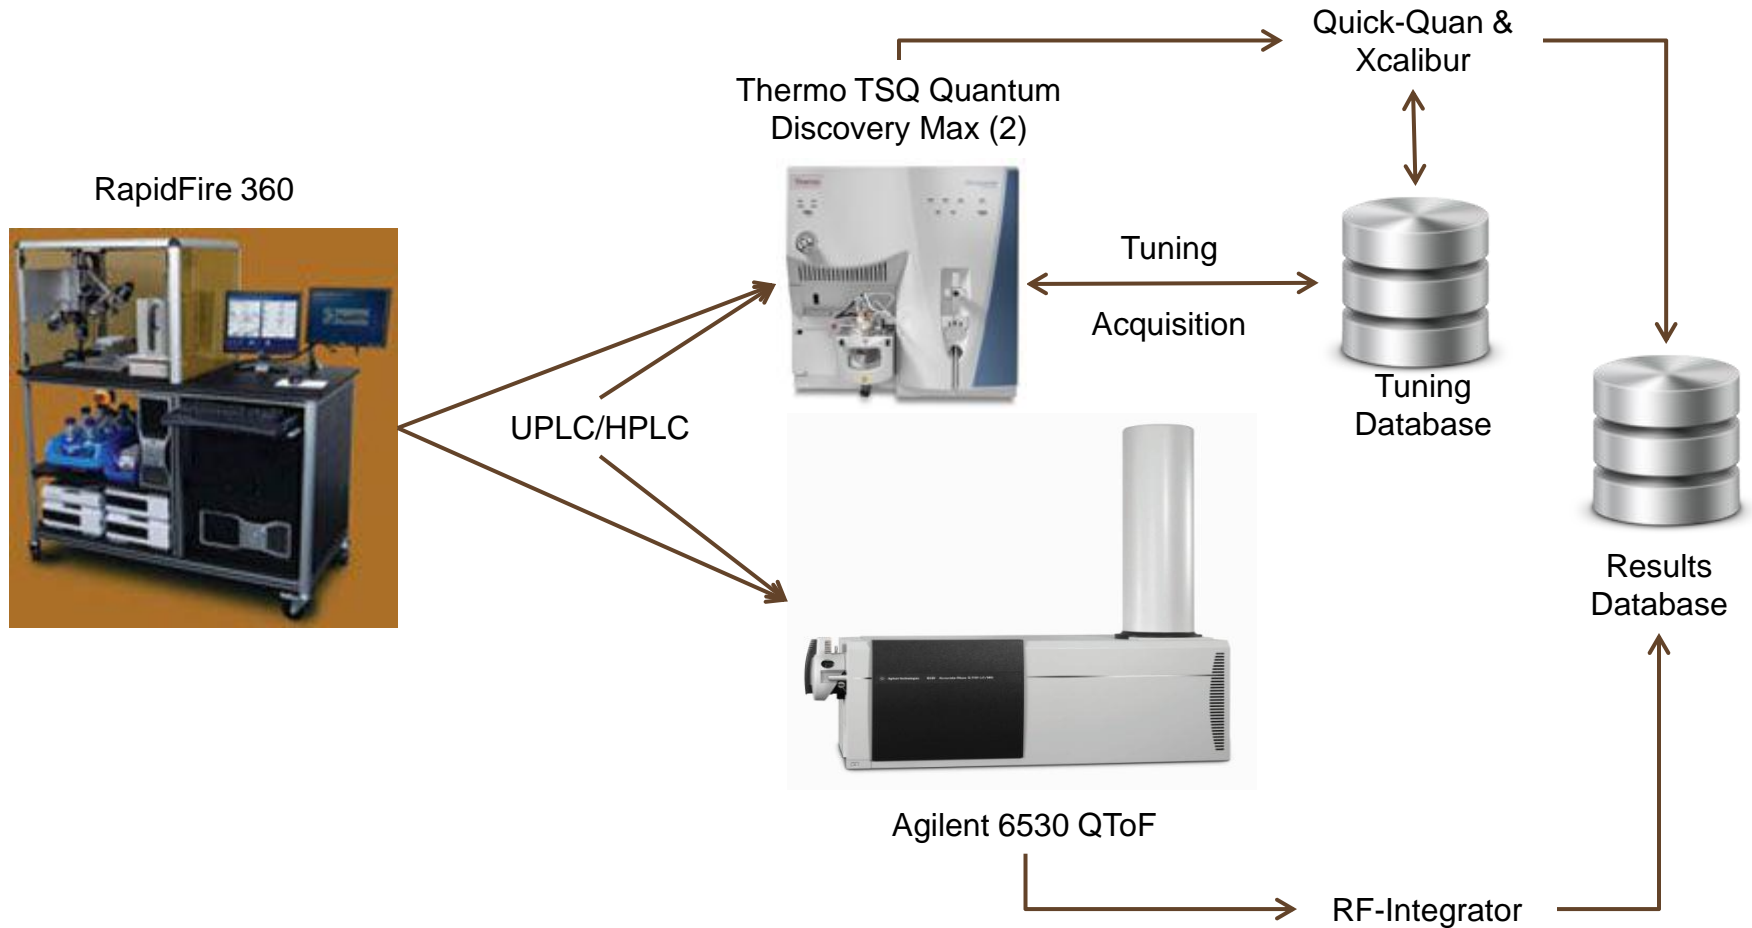 Quick-Quan &
Xcalibur
Thermo TSQ Quantum
Discovery Max (2)
RapidFire 360
Tuning
Acquisition
UPLC/HPLC
Tuning
Database
Results
Database
Agilent 6530 QToF
RF-Integrator